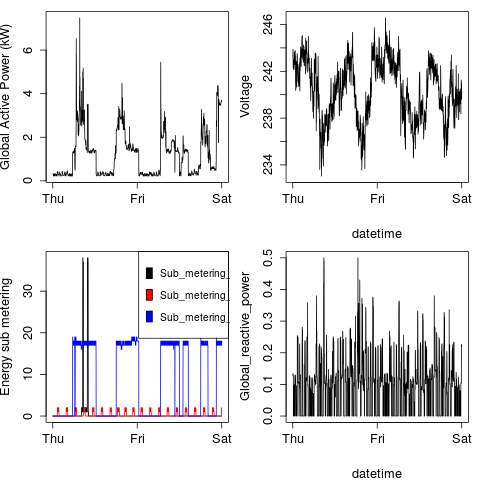 Global Active Power (kW)
0 2 4 6
Thu Fri Sat
Voltage
234 238 242 246
Thu Fri Sat
datetime
Energy sub metering
0 10 20 30
Sub_metering_
Sub_metering_
Sub_metering_
Thu Fri Sat
Global_reactive_power
0.0 0.1 0.2 0.3 0.4 0.5
Thu Fri Sat
datetime